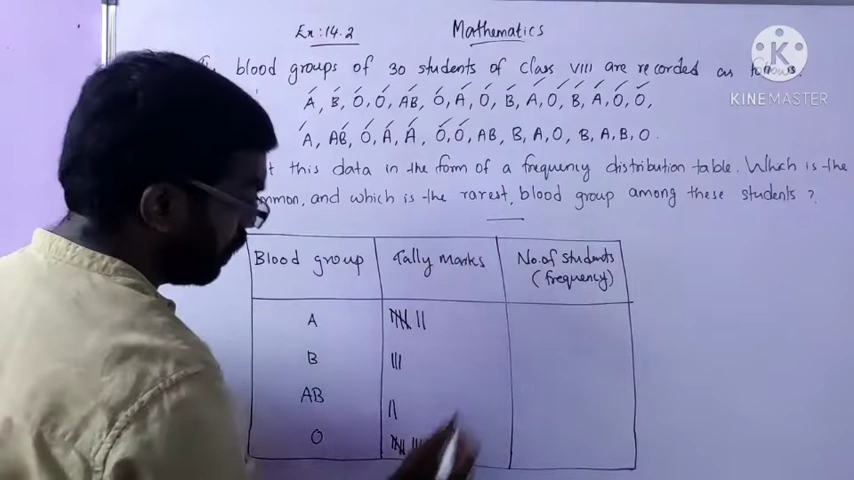 Ex:14.2 Mathematics
blood groups of 30 students of class VIII are recorded as
A, B, O, O, AB, O, A, O, B, A, O, B, A, O, O,
A, AB, O, A, A, O, O, AB, B, A, O, B, A, B, O.
this data in the form of a frequency distribution table. Which is the
and which is the rarest, blood group among these students ?
Blood group Tally Marks No. of students
(frequency)
A
B
AB
O
K
KINEMASTER